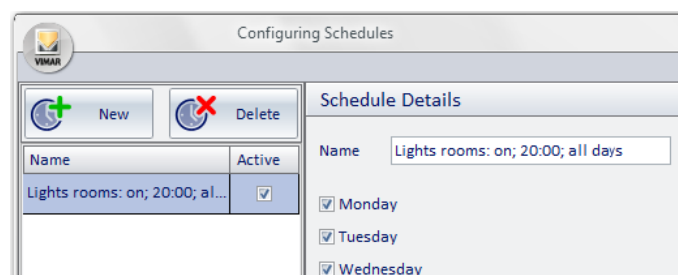 Configuring Schedules
VIMAR
New
Delete
Schedule Details
Name
Active
Name
Lights rooms: on; 20:00; all days
Lights rooms: on; 20:00; al...
Monday
Tuesday
Wednesday